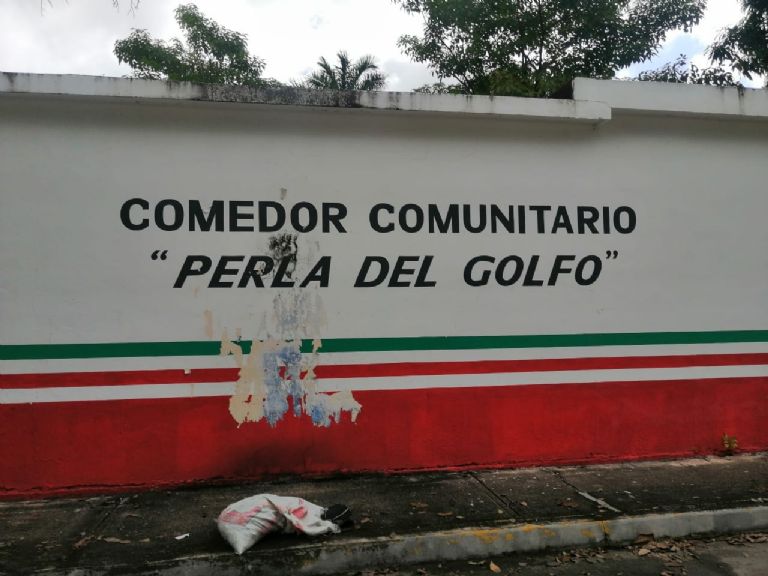 COMEDOR COMUNITARIO
"PERLA DEL GOLFO"